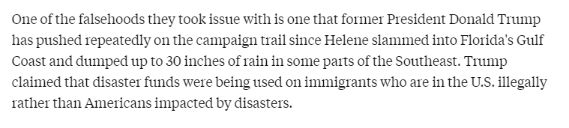 One of the falsehoods they took issue with is one that former President Donald Trump
has pushed repeatedly on the campaign trail since Helene slammed into Florida's Gulf
Coast and dumped up to 30 inches of rain in some parts of the Southeast. Trump
claimed that disaster funds were being used on immigrants who are in the U.S. illegally
rather than Americans impacted by disasters.